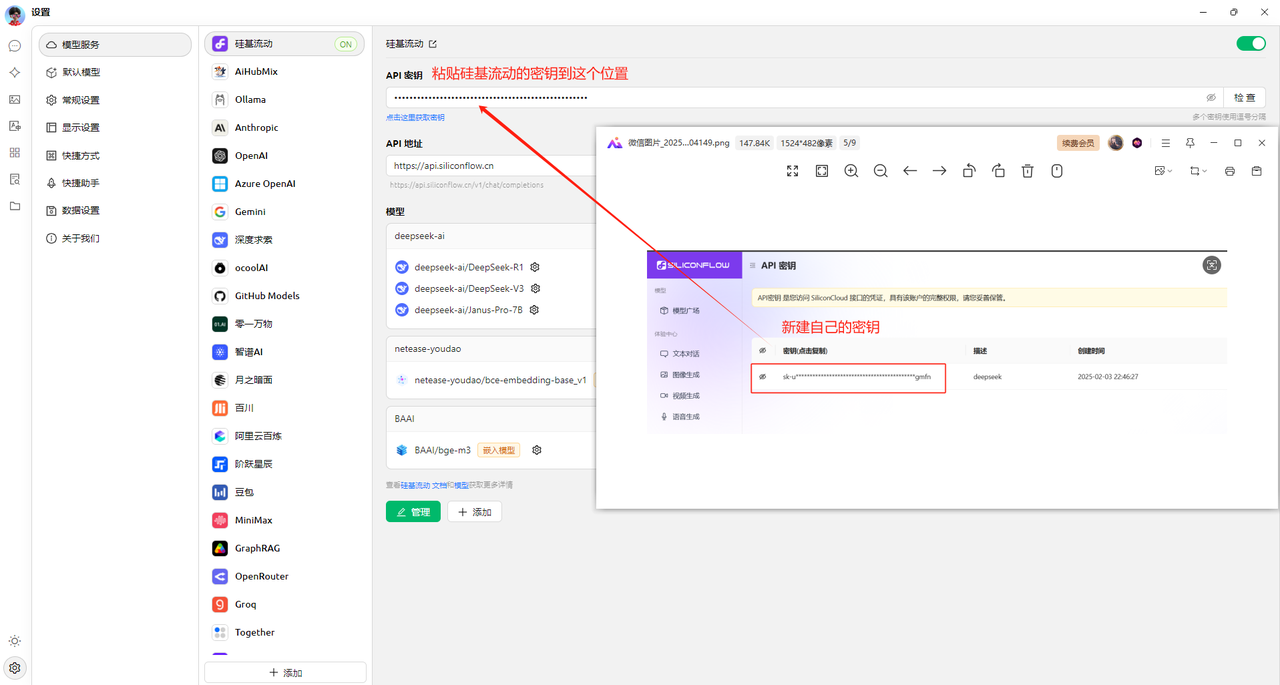 设置
模型服务
默认模型
常规设置
显示设置
快捷方式
快捷助手
数据设置
关于我们
硅基流动
ON
AiHubMix
Ollama
Anthropic
OpenAI
Azure OpenAI
Gemini
深度求索
ocoolAI
GitHub Models
零一万物
智谱AI
月之暗面
百川
阿里云百炼
阶跃星辰
豆包
MiniMax
GraphRAG
OpenRouter
Groq
Together
添加
硅基流动
API 密钥
粘贴硅基流动的密钥到这个位置
检 查
点击这里获取密钥
多个密钥使用逗号分隔
API 地址
https://api.siliconflow.cn
https://api.siliconflow.cn/v1/chat/completions
模型
deepseek-ai
deepseek-ai/DeepSeek-R1
deepseek-ai/DeepSeek-V3
deepseek-ai/Janus-Pro-7B
netease-youdao
netease-youdao/bce-embedding-base_v1
BAAI
BAAI/bge-m3
嵌入模型
查看硅基流动 文档和模型获取更多详情
管理
添加
微信图片_2025...04149.png
147.84K
1524*482像素
5/9
续费会员
SILICONFLOW
API 密钥
模型
API密钥 是您访问 SiliconCloud 接口的凭证，具有该账户的完整权限，请您妥善保管。
模型广场
新建自己的密钥
体验中心
文本对话
图像生成
视频生成
语音生成
密钥(点击复制)
描述
创建时间
sk-u********************************************gmfn
deepseek
2025-02-03 22:46:27